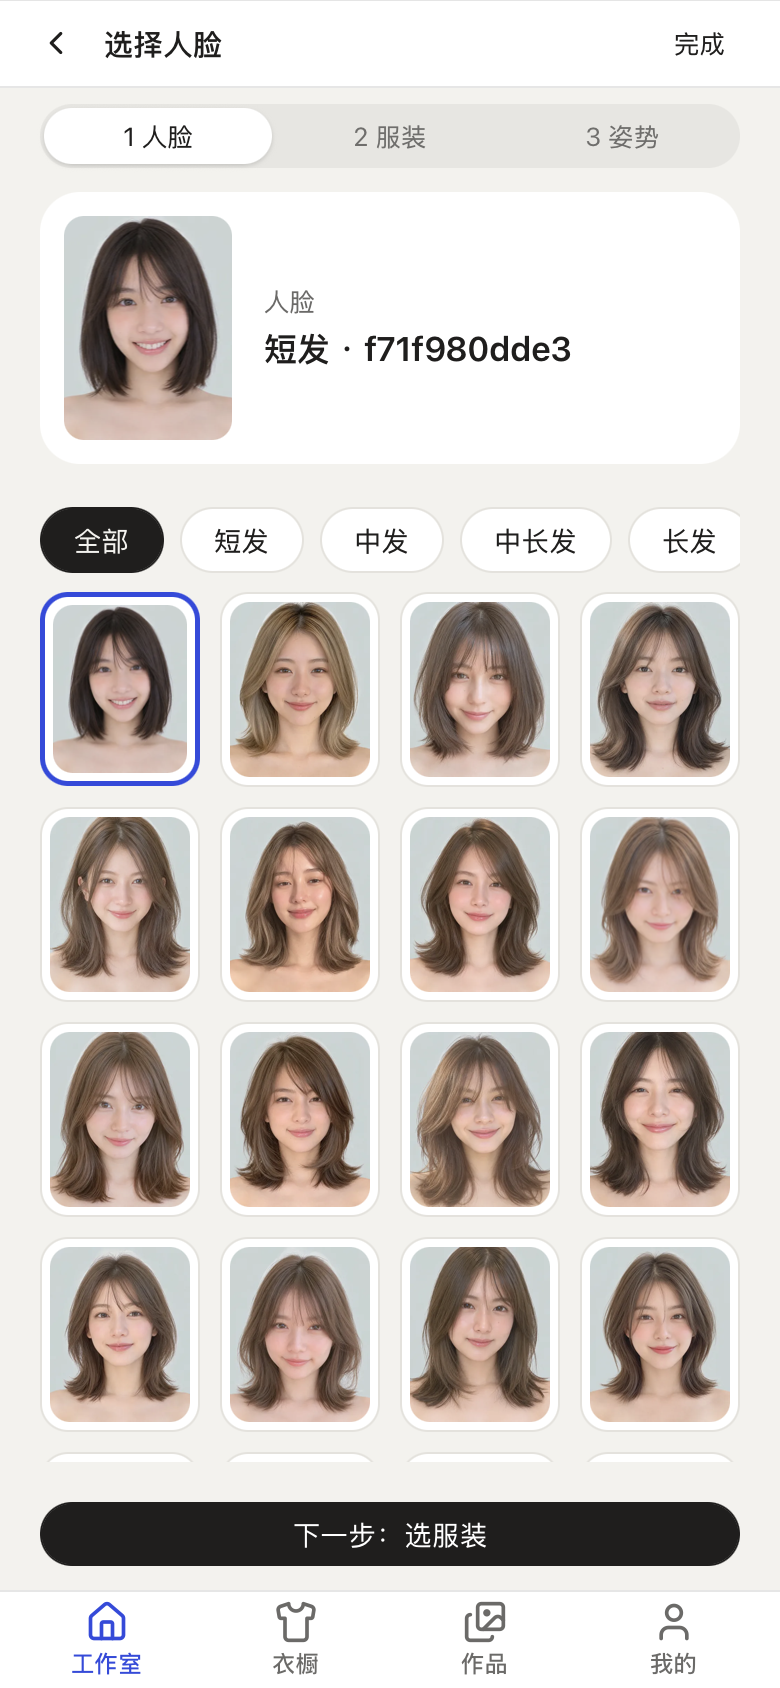 选择人脸
完成
1 人脸
2 服装
3 姿势
人脸
短发 · f71f980dde3
全部
短发
中发
中长发
长发
下一步：选服装
工作室
衣橱
作品
我的